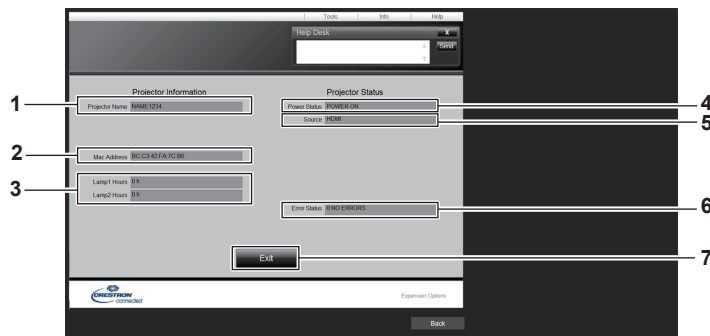 Tools Info Help
Help Desk X
Send
Projector Information Projector Status
1 Projector Name NAME1234 Power Status POWER ON 4
Source HDMI 5
2 Mac Address BC:C3:42:FA:7C:B6
3 Lamp1 Hours 0 h
Lamp2 Hours 0 h
Error Status 0:NO ERRORS 6
Exit 7
CRESTRON
connected
Expansion Options
Back